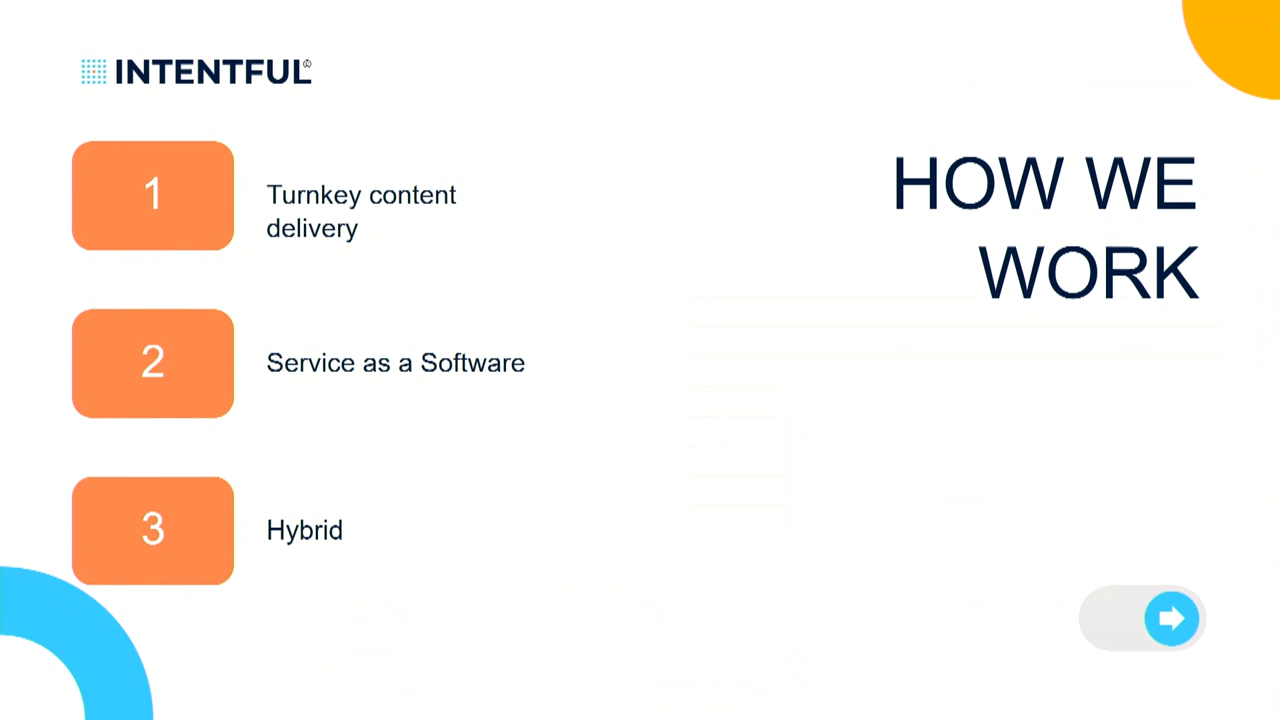 INTENTFUL©
HOW WE
WORK
1
Turnkey content
delivery
2
Service as a Software
3
Hybrid